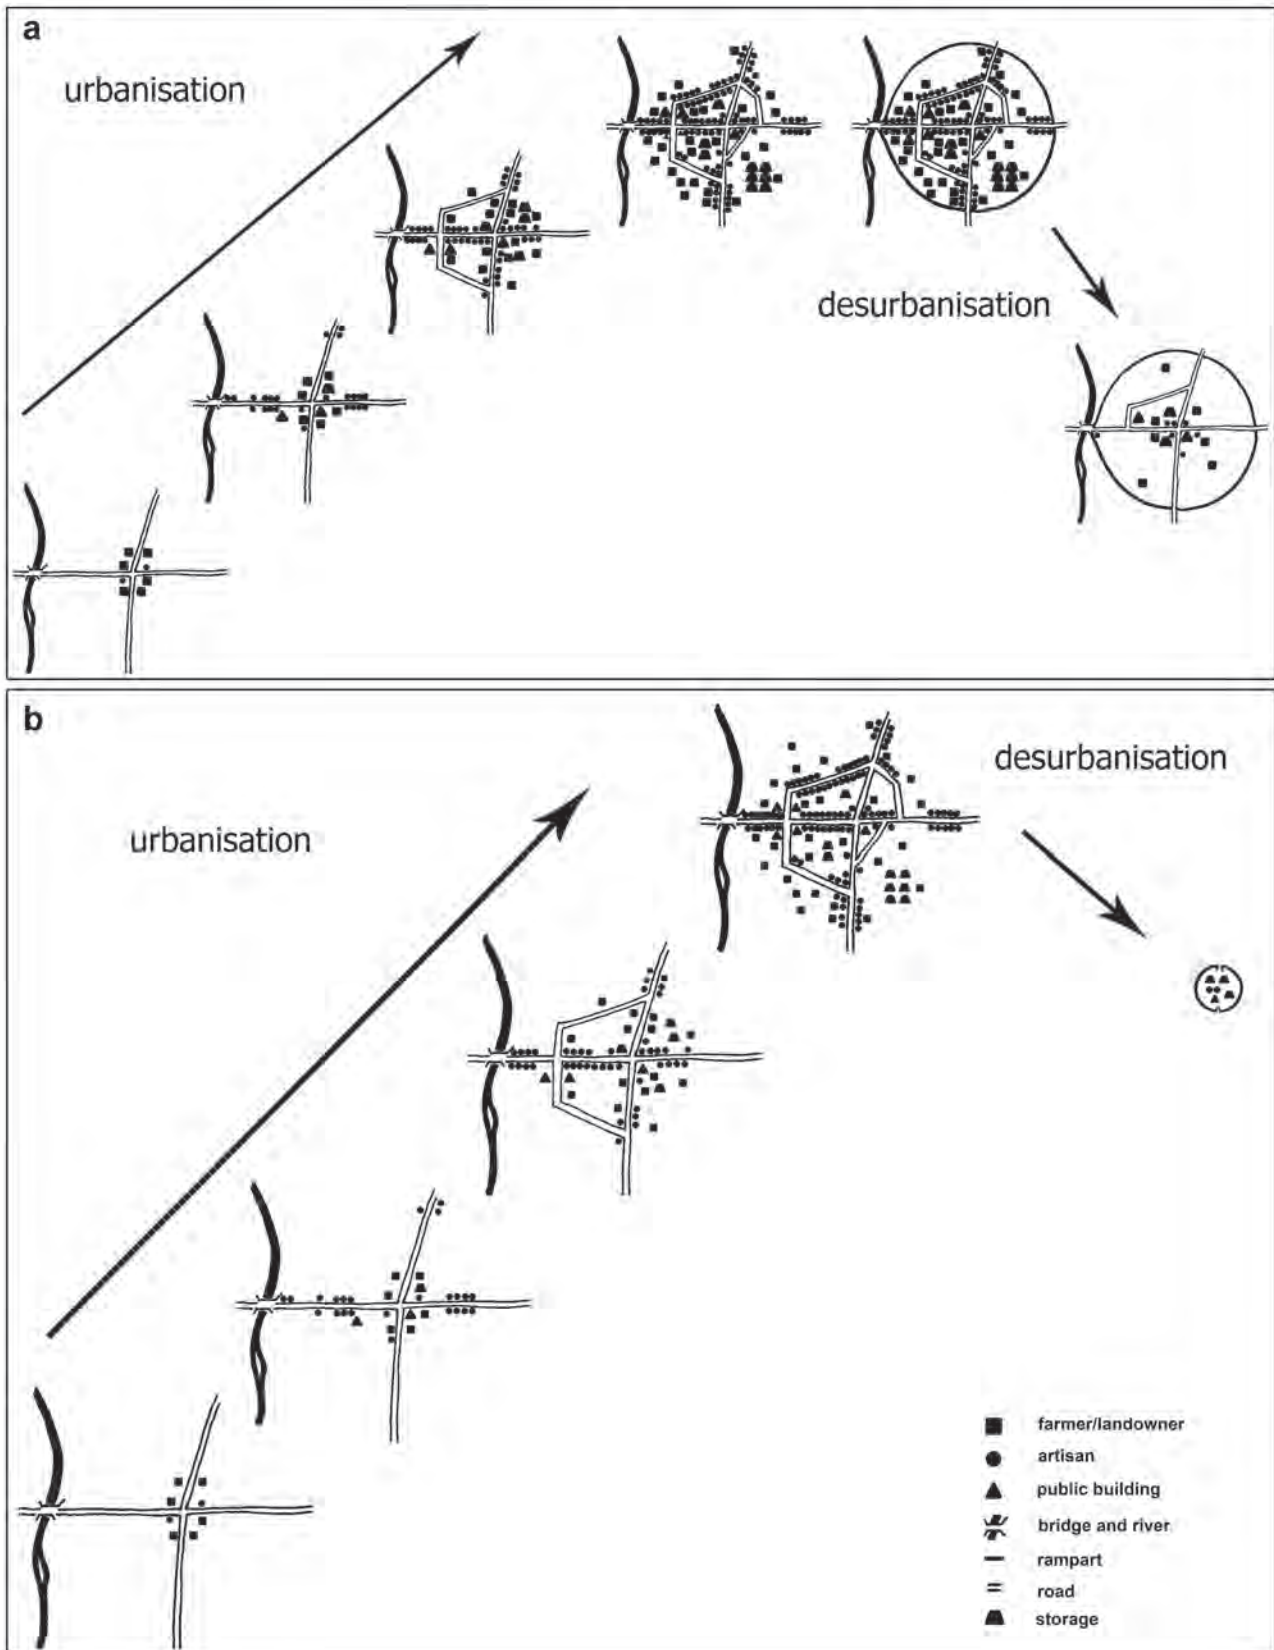 a
urbanisation
desurbanisation
b
desurbanisation
urbanisation
farmer/landowner
artisan
public building
bridge and river
rampart
road
storage